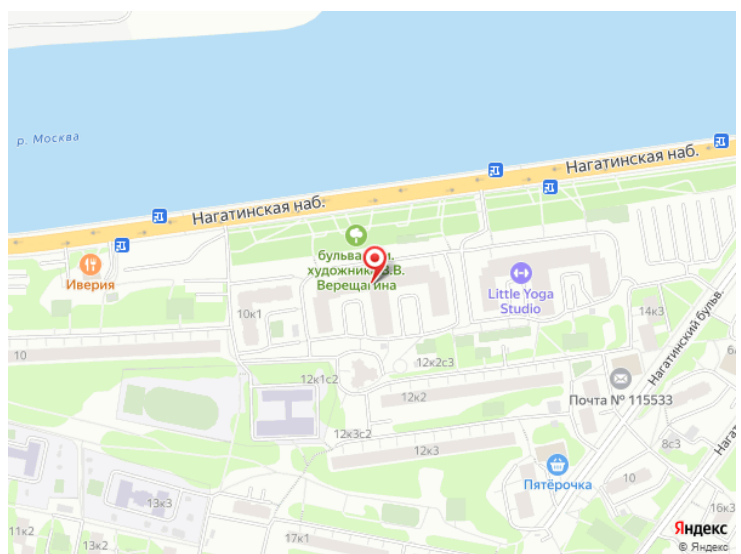 р. Москва
Нагатинская наб.
Нагатинская наб.
Иверия
художника В.В.
Верещагина
Little Yoga
Studio
10к1
14к3
Нагатинский бульв.
10
12к2с3
12к1с2
12к2
Почта № 115533
12к3с2
12к3
8с3
Пятёрочка
10
13к3
16к3
11к2
13к2
17к1
Яндекс
© Яндекс